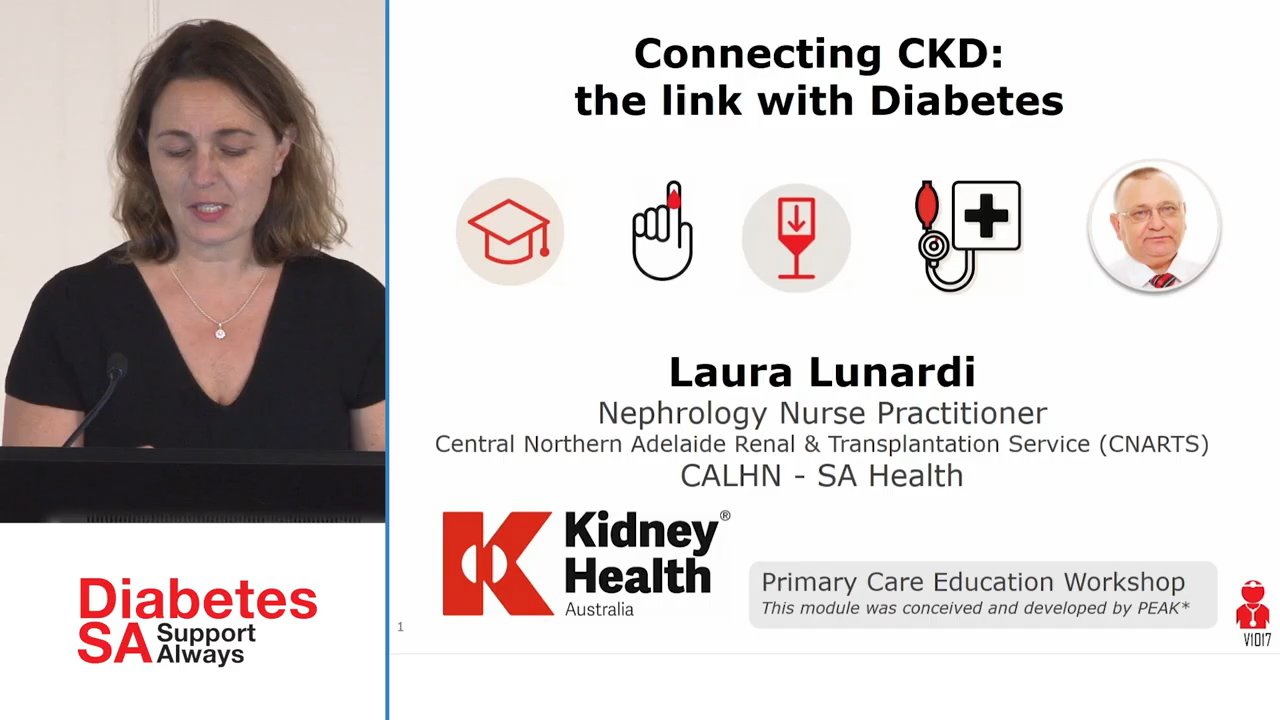 Connecting CKD:
the link with Diabetes
Laura Lunardi
Nephrology Nurse Practitioner
Central Northern Adelaide Renal & Transplantation Service (CNARTS)
CALHN - SA Health
Kidney®
Health
Australia
Primary Care Education Workshop
This module was conceived and developed by PEAK*
V1017
1
Diabetes
SA Support
Always